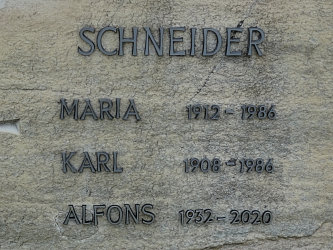 SCHNEIDER
MARIA 1912-1986
KARL 1908-1986
ALFONS 1932-2020